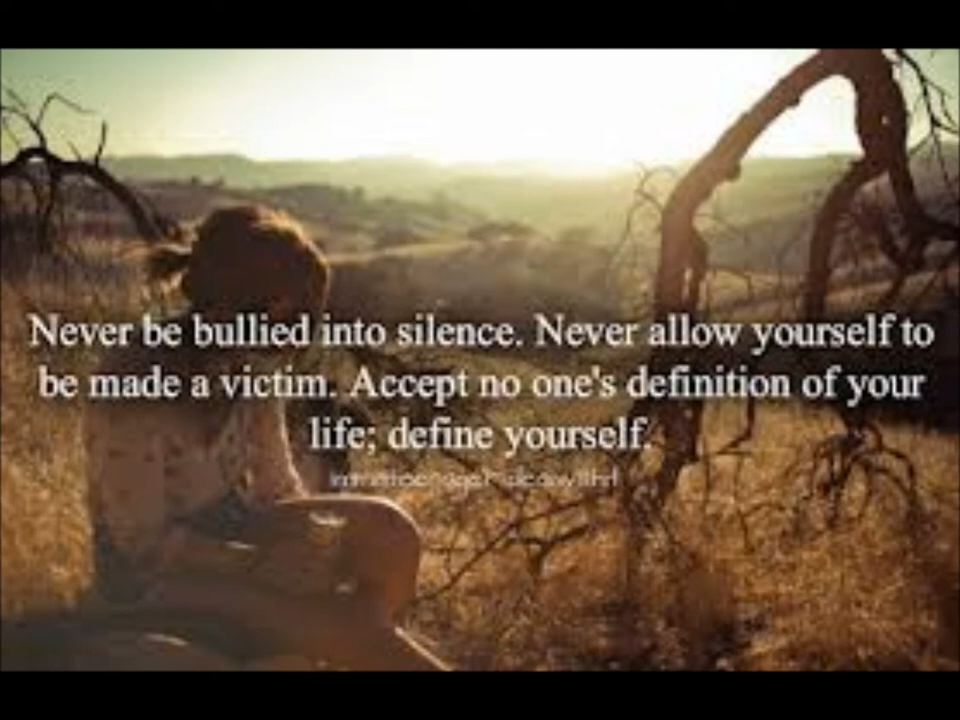 Never be bullied into silence. Never allow yourself to
be made a victim. Accept no one's definition of your
life; define yourself.